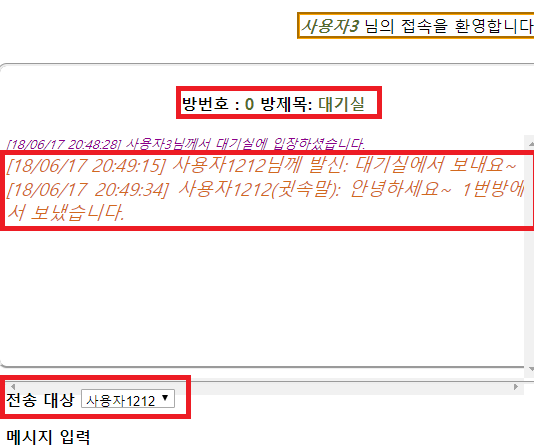 사용자3 님의 접속을 환영합니다
방번호 : 0 방제목: 대기실
[18/06/17 20:48:28] 사용자3님께서 대기실에 입장하셨습니다.
[18/06/17 20:49:15] 사용자1212님께 발신: 대기실에서 보내요~
[18/06/17 20:49:34] 사용자1212(귓속말): 안녕하세요~ 1번방에
서 보냈습니다.
전송 대상 사용자1212
메시지 입력